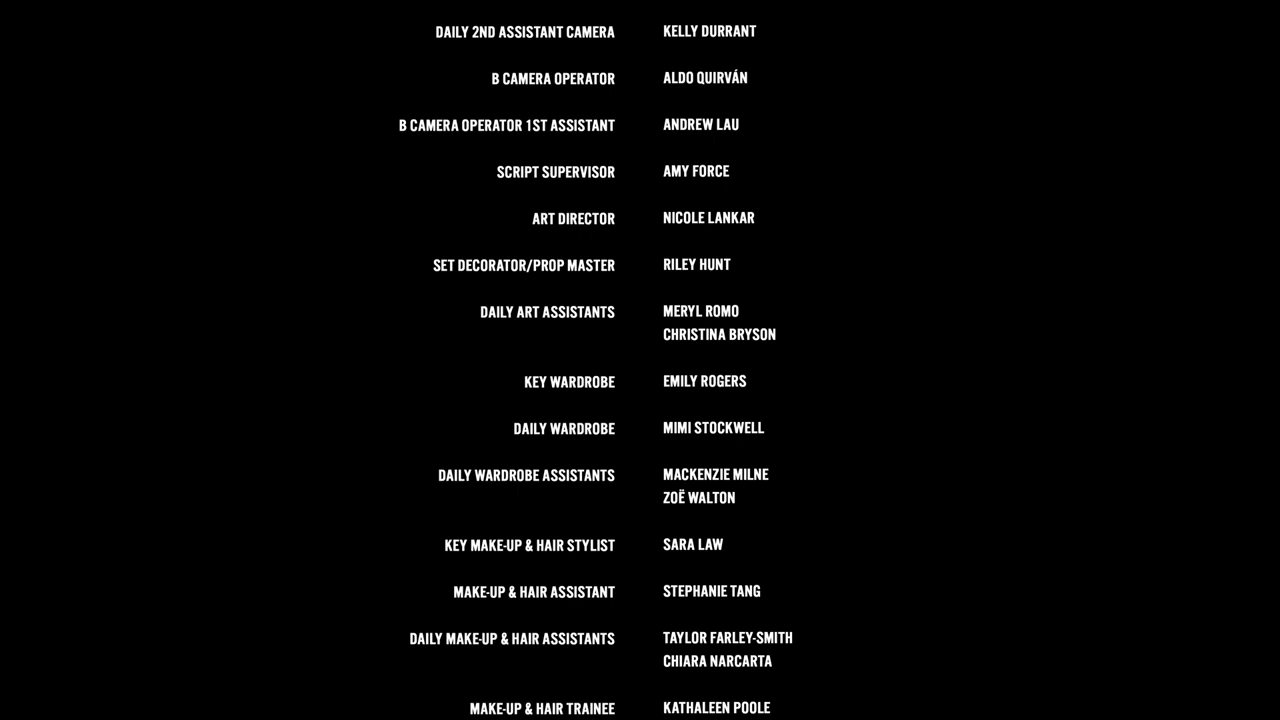 DAILY 2ND ASSISTANT CAMERA KELLY DURRANT
B CAMERA OPERATOR ALDO QUIRVÁN
B CAMERA OPERATOR 1ST ASSISTANT ANDREW LAU
SCRIPT SUPERVISOR AMY FORCE
ART DIRECTOR NICOLE LANKAR
SET DECORATOR/PROP MASTER RILEY HUNT
DAILY ART ASSISTANTS MERYL ROMO
CHRISTINA BRYSON
KEY WARDROBE EMILY ROGERS
DAILY WARDROBE MIMI STOCKWELL
DAILY WARDROBE ASSISTANTS MACKENZIE MILNE
ZOË WALTON
KEY MAKE-UP & HAIR STYLIST SARA LAW
MAKE-UP & HAIR ASSISTANT STEPHANIE TANG
DAILY MAKE-UP & HAIR ASSISTANTS TAYLOR FARLEY-SMITH
CHIARA NARCARTA
MAKE-UP & HAIR TRAINEE KATHALEEN POOLE